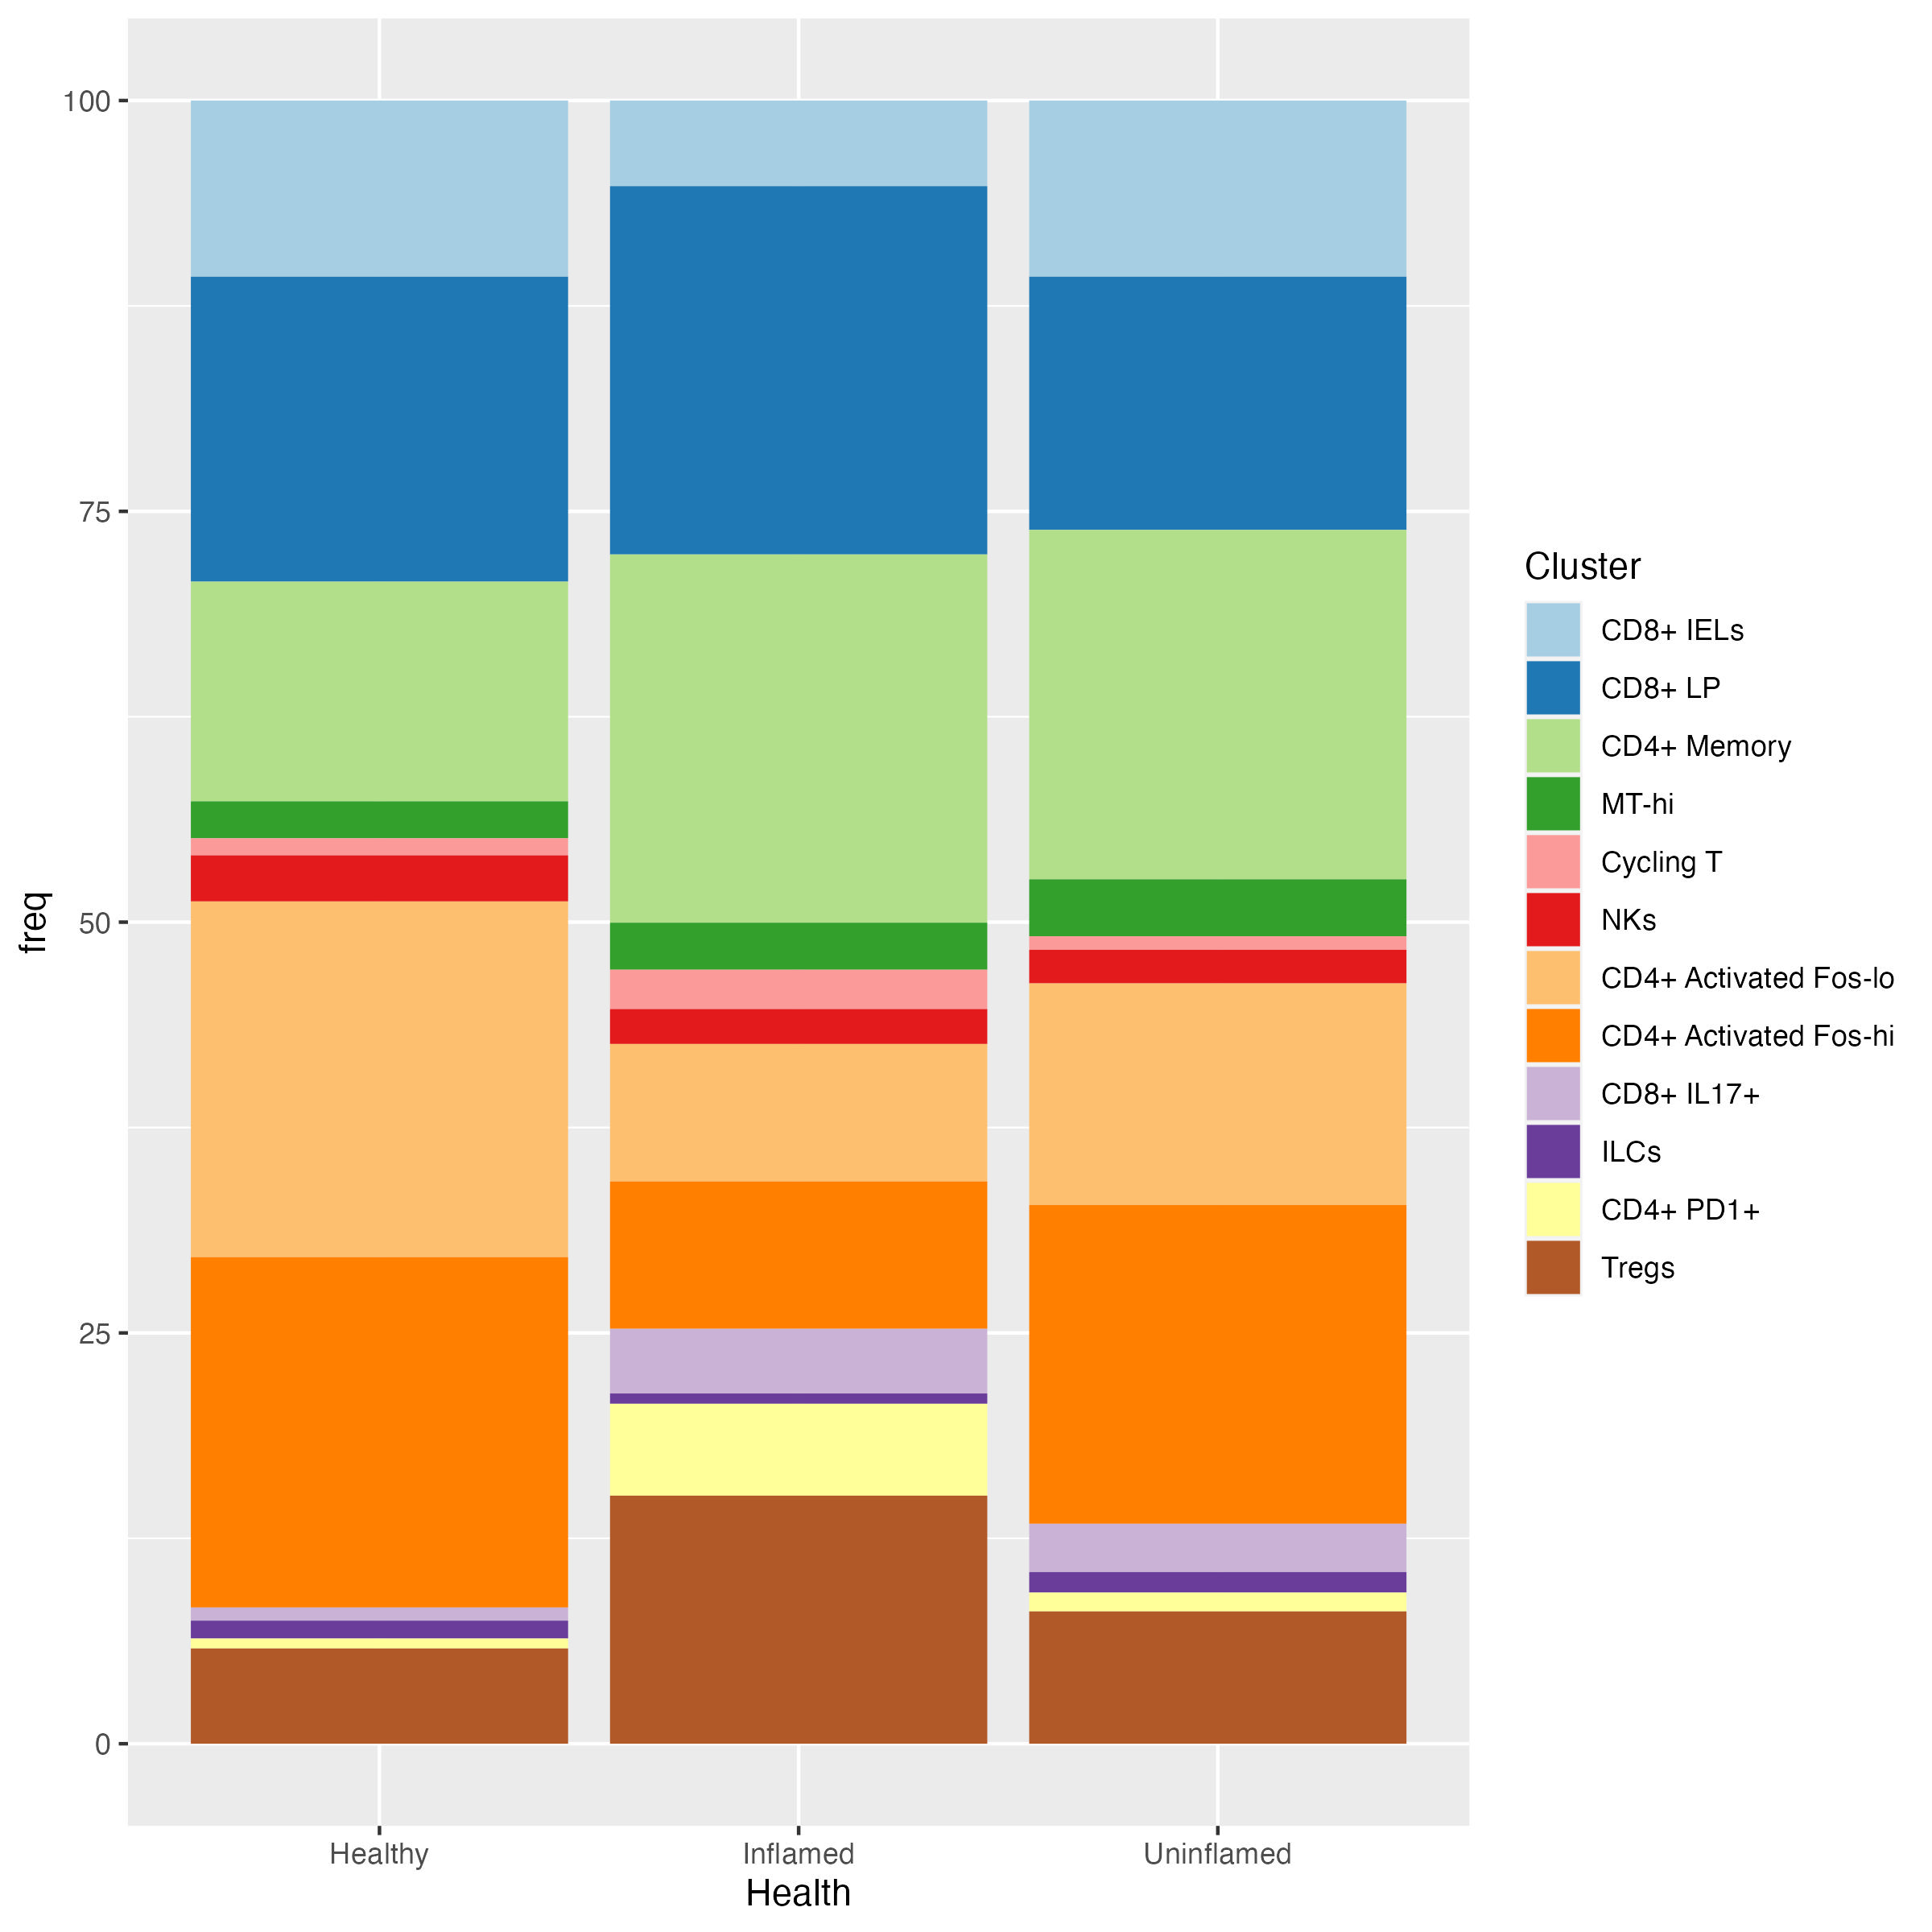 freq
100
75
50
25
0
Healthy
Inflamed
Uninflamed
Health
Cluster
CD8+ IELs
CD8+ LP
CD4+ Memory
MT-hi
Cycling T
NKs
CD4+ Activated Fos-lo
CD4+ Activated Fos-hi
CD8+ IL17+
ILCs
CD4+ PD1+
Tregs